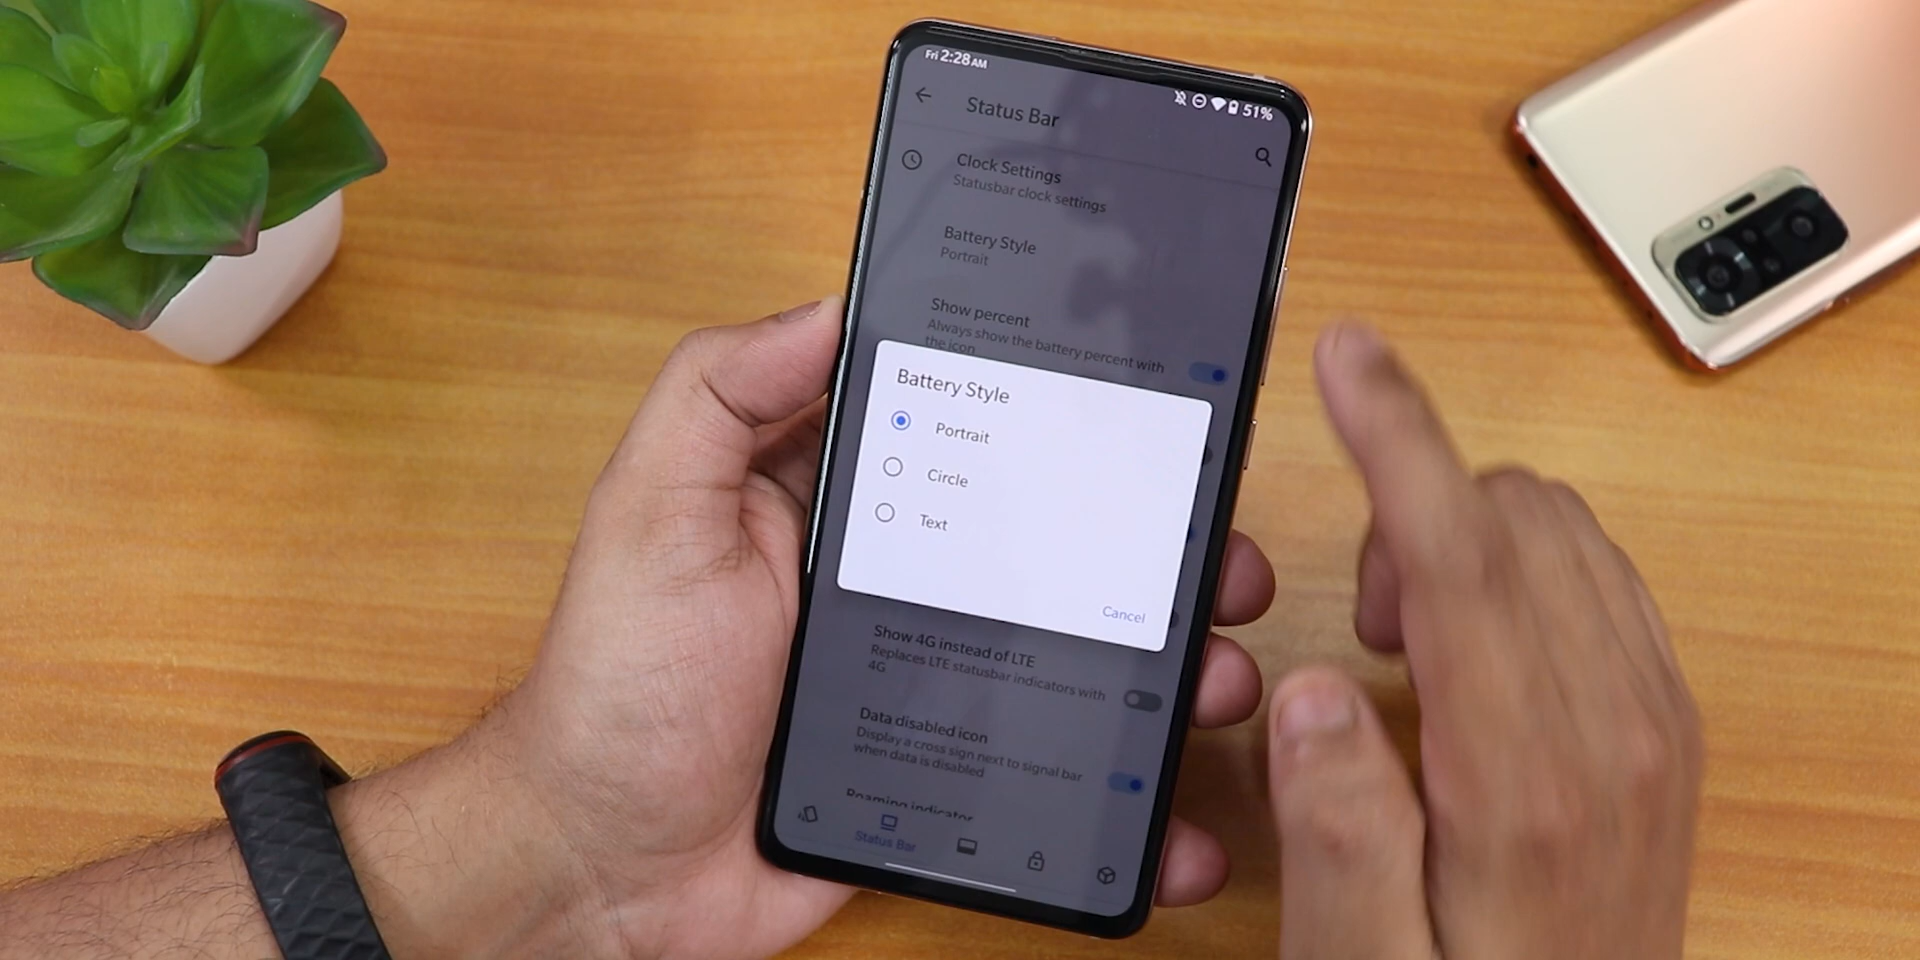 Fri 2:28 AM
51%
Status Bar
Clock Settings
Statusbar clock settings
Battery Style
Portrait
Show percent
Always show the battery percent with
the icon
Battery Style
Portrait
Circle
Text
Cancel
Show 4G instead of LTE
Replaces LTE statusbar indicators with
4G
Data disabled icon
Display a cross sign next to signal bar
when data is disabled
Roaming indicator
Status Bar